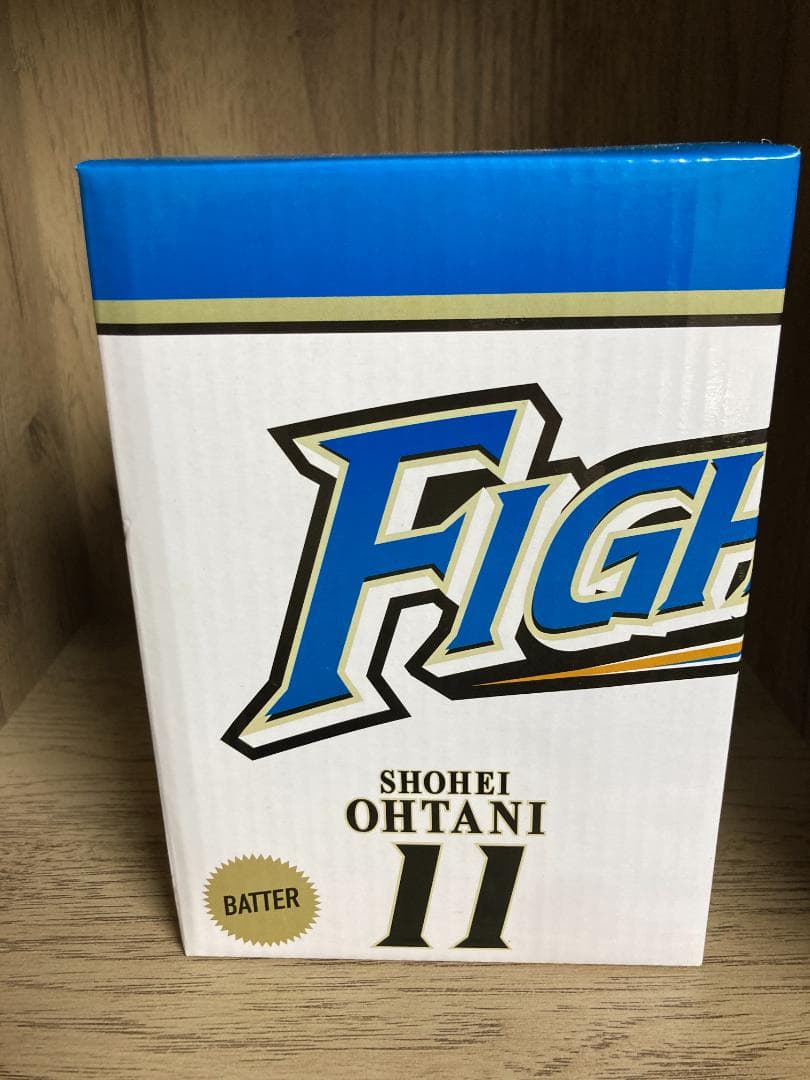 FIGH
SHOHEI
OHTANI
11
BATTER